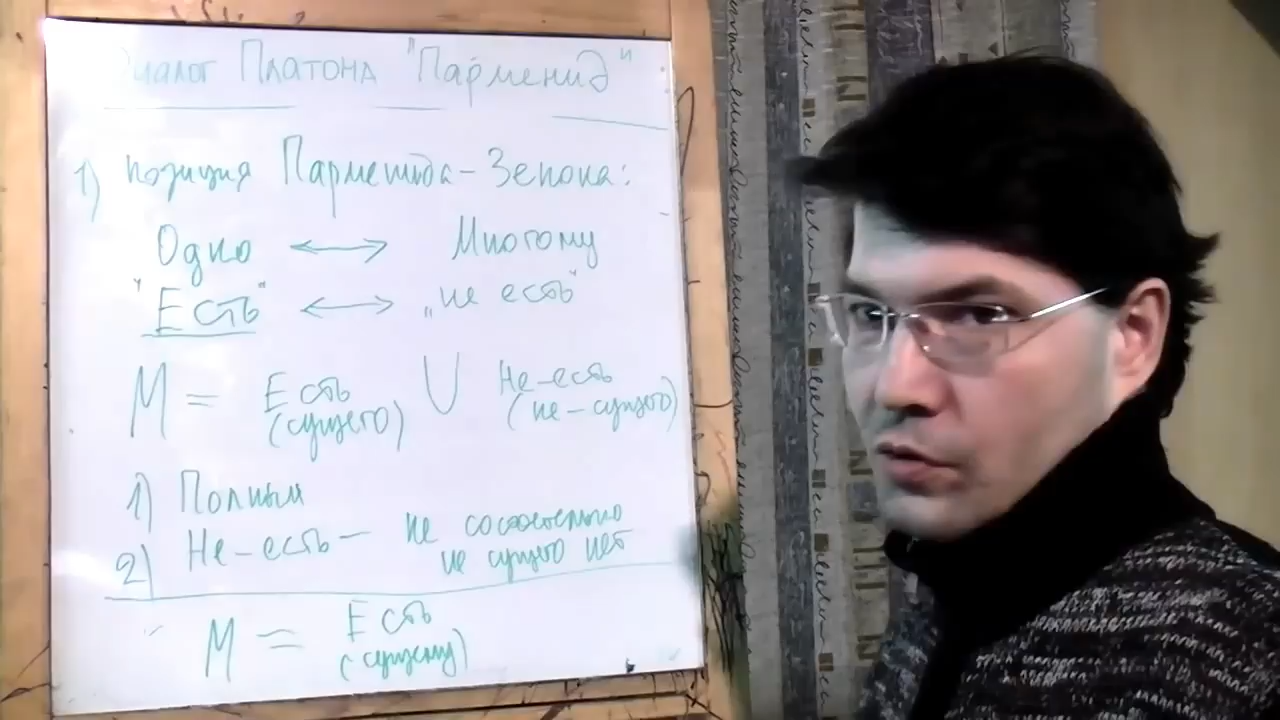 Диалог Платона "Парменид"
1) позиция Парменида - Зенона:
Одно ⟷ Многому
"Есть" ⟷ "не есть"
М = Есть ∪ Не-есть
(сущего) (не-сущего)
1) Полным
2) Не-есть — не состоятельно
не сущего нет
М = Есть
(сущему)